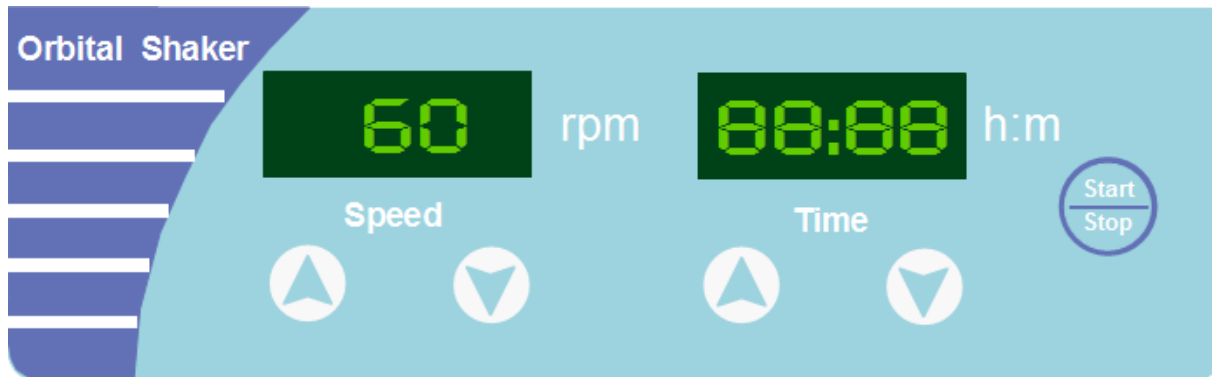 Orbital Shaker
60 rpm 88:88 h:m
Speed Time
Start
Stop